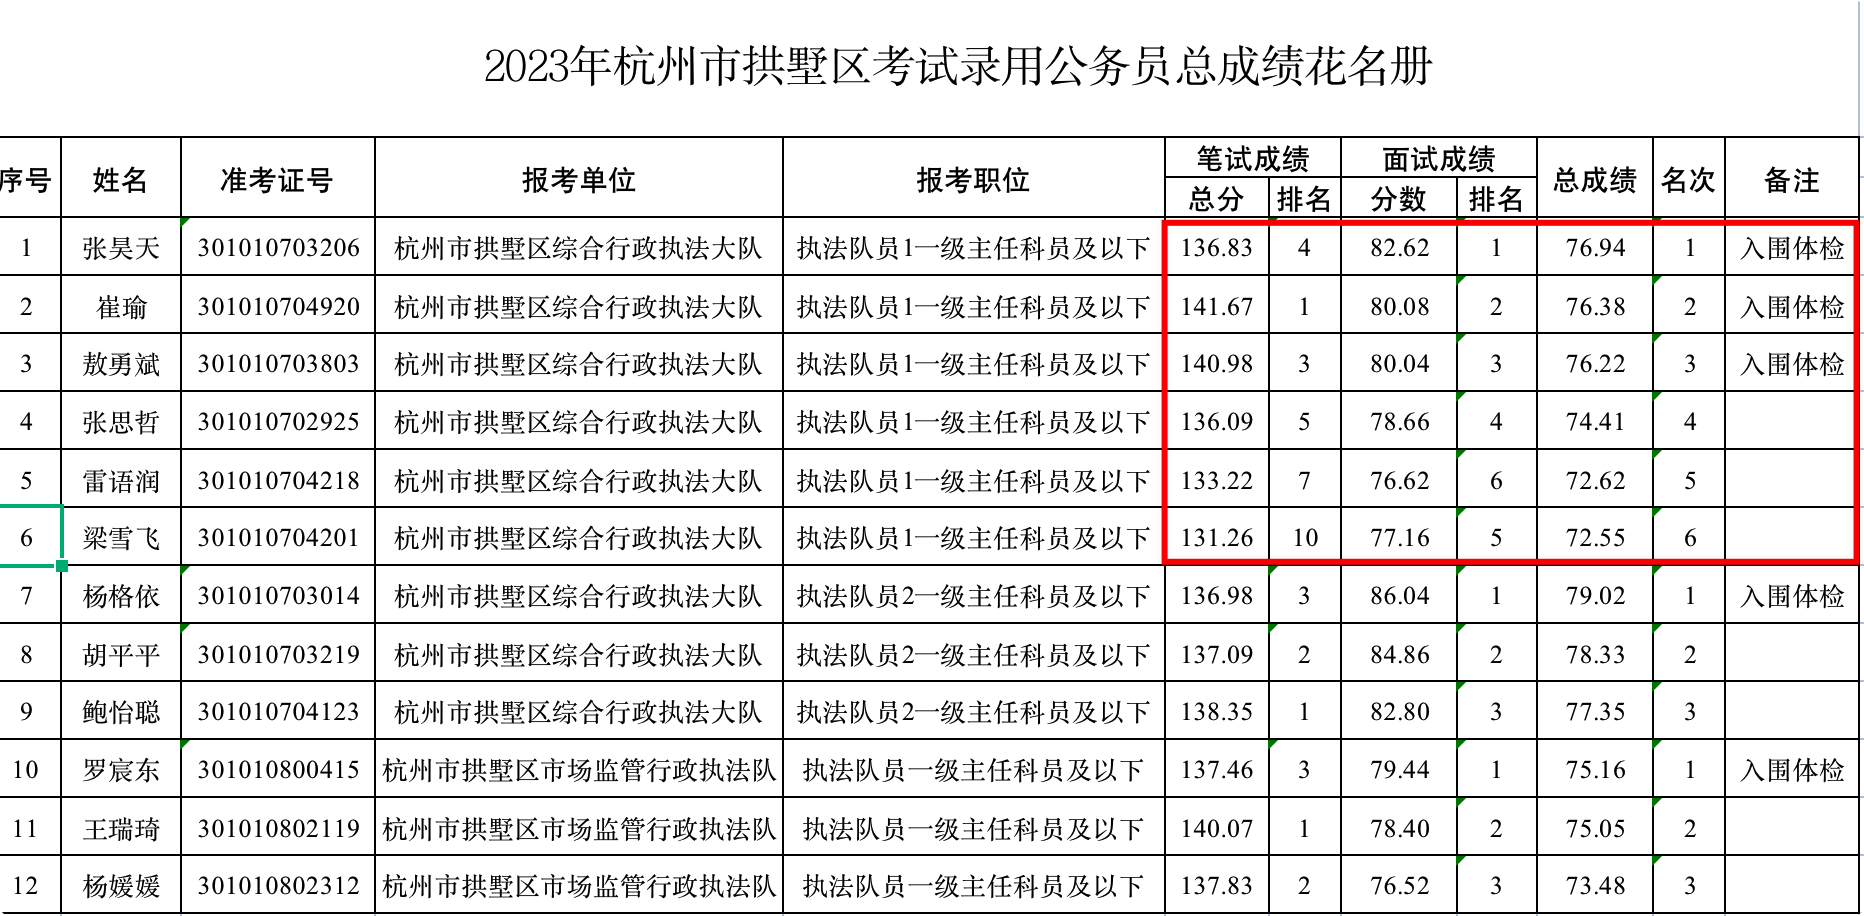 2023年杭州市拱墅区考试录用公务员总成绩花名册
序号 姓名 准考证号 报考单位 报考职位 笔试成绩 面试成绩 总成绩 名次 备注
总分 排名 分数 排名
1 张昊天 301010703206 杭州市拱墅区综合行政执法大队 执法队员1一级主任科员及以下 136.83 4 82.62 1 76.94 1 入围体检
2 崔瑜 301010704920 杭州市拱墅区综合行政执法大队 执法队员1一级主任科员及以下 141.67 1 80.08 2 76.38 2 入围体检
3 敖勇斌 301010703803 杭州市拱墅区综合行政执法大队 执法队员1一级主任科员及以下 140.98 3 80.04 3 76.22 3 入围体检
4 张思哲 301010702925 杭州市拱墅区综合行政执法大队 执法队员1一级主任科员及以下 136.09 5 78.66 4 74.41 4
5 雷语润 301010704218 杭州市拱墅区综合行政执法大队 执法队员1一级主任科员及以下 133.22 7 76.62 6 72.62 5
6 梁雪飞 301010704201 杭州市拱墅区综合行政执法大队 执法队员1一级主任科员及以下 131.26 10 77.16 5 72.55 6
7 杨格依 301010703014 杭州市拱墅区综合行政执法大队 执法队员2一级主任科员及以下 136.98 3 86.04 1 79.02 1 入围体检
8 胡平平 301010703219 杭州市拱墅区综合行政执法大队 执法队员2一级主任科员及以下 137.09 2 84.86 2 78.33 2
9 鲍怡聪 301010704123 杭州市拱墅区综合行政执法大队 执法队员2一级主任科员及以下 138.35 1 82.80 3 77.35 3
10 罗宸东 301010800415 杭州市拱墅区市场监管行政执法队 执法队员一级主任科员及以下 137.46 3 79.44 1 75.16 1 入围体检
11 王瑞琦 301010802119 杭州市拱墅区市场监管行政执法队 执法队员一级主任科员及以下 140.07 1 78.40 2 75.05 2
12 杨媛媛 301010802312 杭州市拱墅区市场监管行政执法队 执法队员一级主任科员及以下 137.83 2 76.52 3 73.48 3